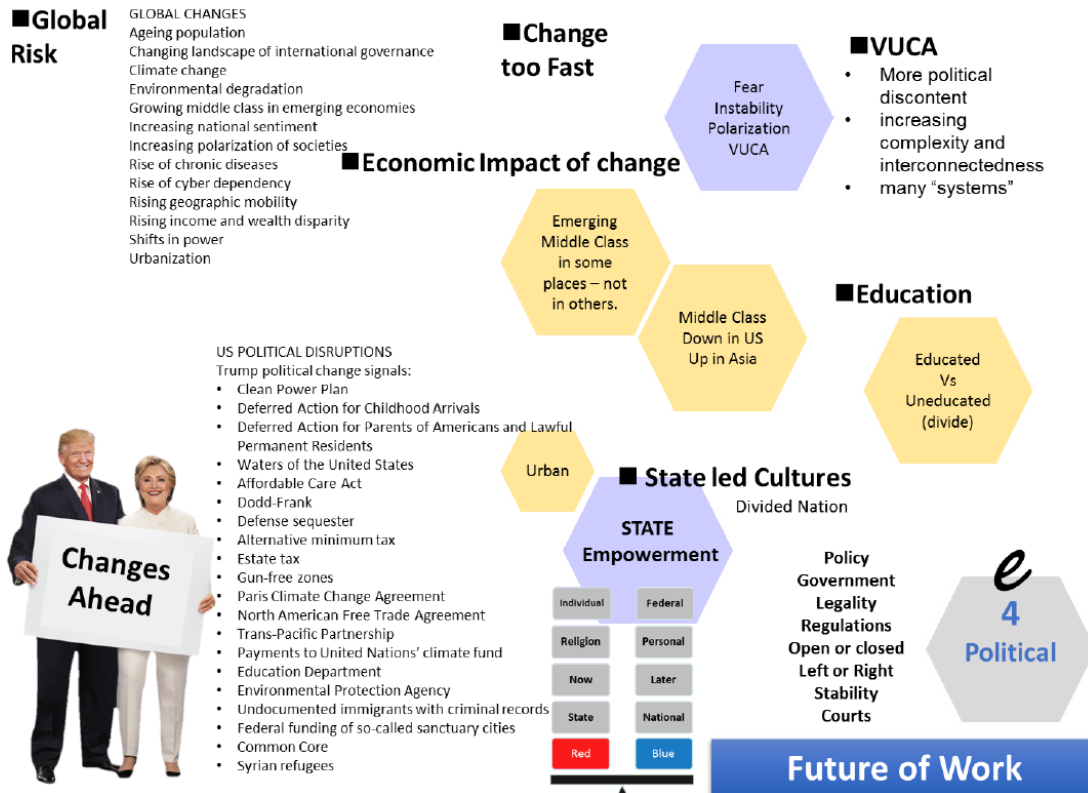 ■Global
Risk
GLOBAL CHANGES
Ageing population
Changing landscape of international governance
Climate change
Environmental degradation
Growing middle class in emerging economies
Increasing national sentiment
Increasing polarization of societies
Rise of chronic diseases
Rise of cyber dependency
Rising geographic mobility
Rising income and wealth disparity
Shifts in power
Urbanization
■Change
too Fast
Fear
Instability
Polarization
VUCA
■VUCA
• More political
discontent
• increasing
complexity and
interconnectedness
• many “systems”
■Economic Impact of change
Emerging
Middle Class
in some
places – not
in others.
Middle Class
Down in US
Up in Asia
■Education
Educated
Vs
Uneducated
(divide)
US POLITICAL DISRUPTIONS
Trump political change signals:
• Clean Power Plan
• Deferred Action for Childhood Arrivals
• Deferred Action for Parents of Americans and Lawful
Permanent Residents
• Waters of the United States
• Affordable Care Act
• Dodd-Frank
• Defense sequester
• Alternative minimum tax
• Estate tax
• Gun-free zones
• Paris Climate Change Agreement
• North American Free Trade Agreement
• Trans-Pacific Partnership
• Payments to United Nations’ climate fund
• Education Department
• Environmental Protection Agency
• Undocumented immigrants with criminal records
• Federal funding of so-called sanctuary cities
• Common Core
• Syrian refugees
Changes
Ahead
Urban
■ State led Cultures
Divided Nation
STATE
Empowerment
Individual Federal
Religion Personal
Now Later
State National
Red Blue
Policy
Government
Legality
Regulations
Open or closed
Left or Right
Stability
Courts
e
4
Political
Future of Work